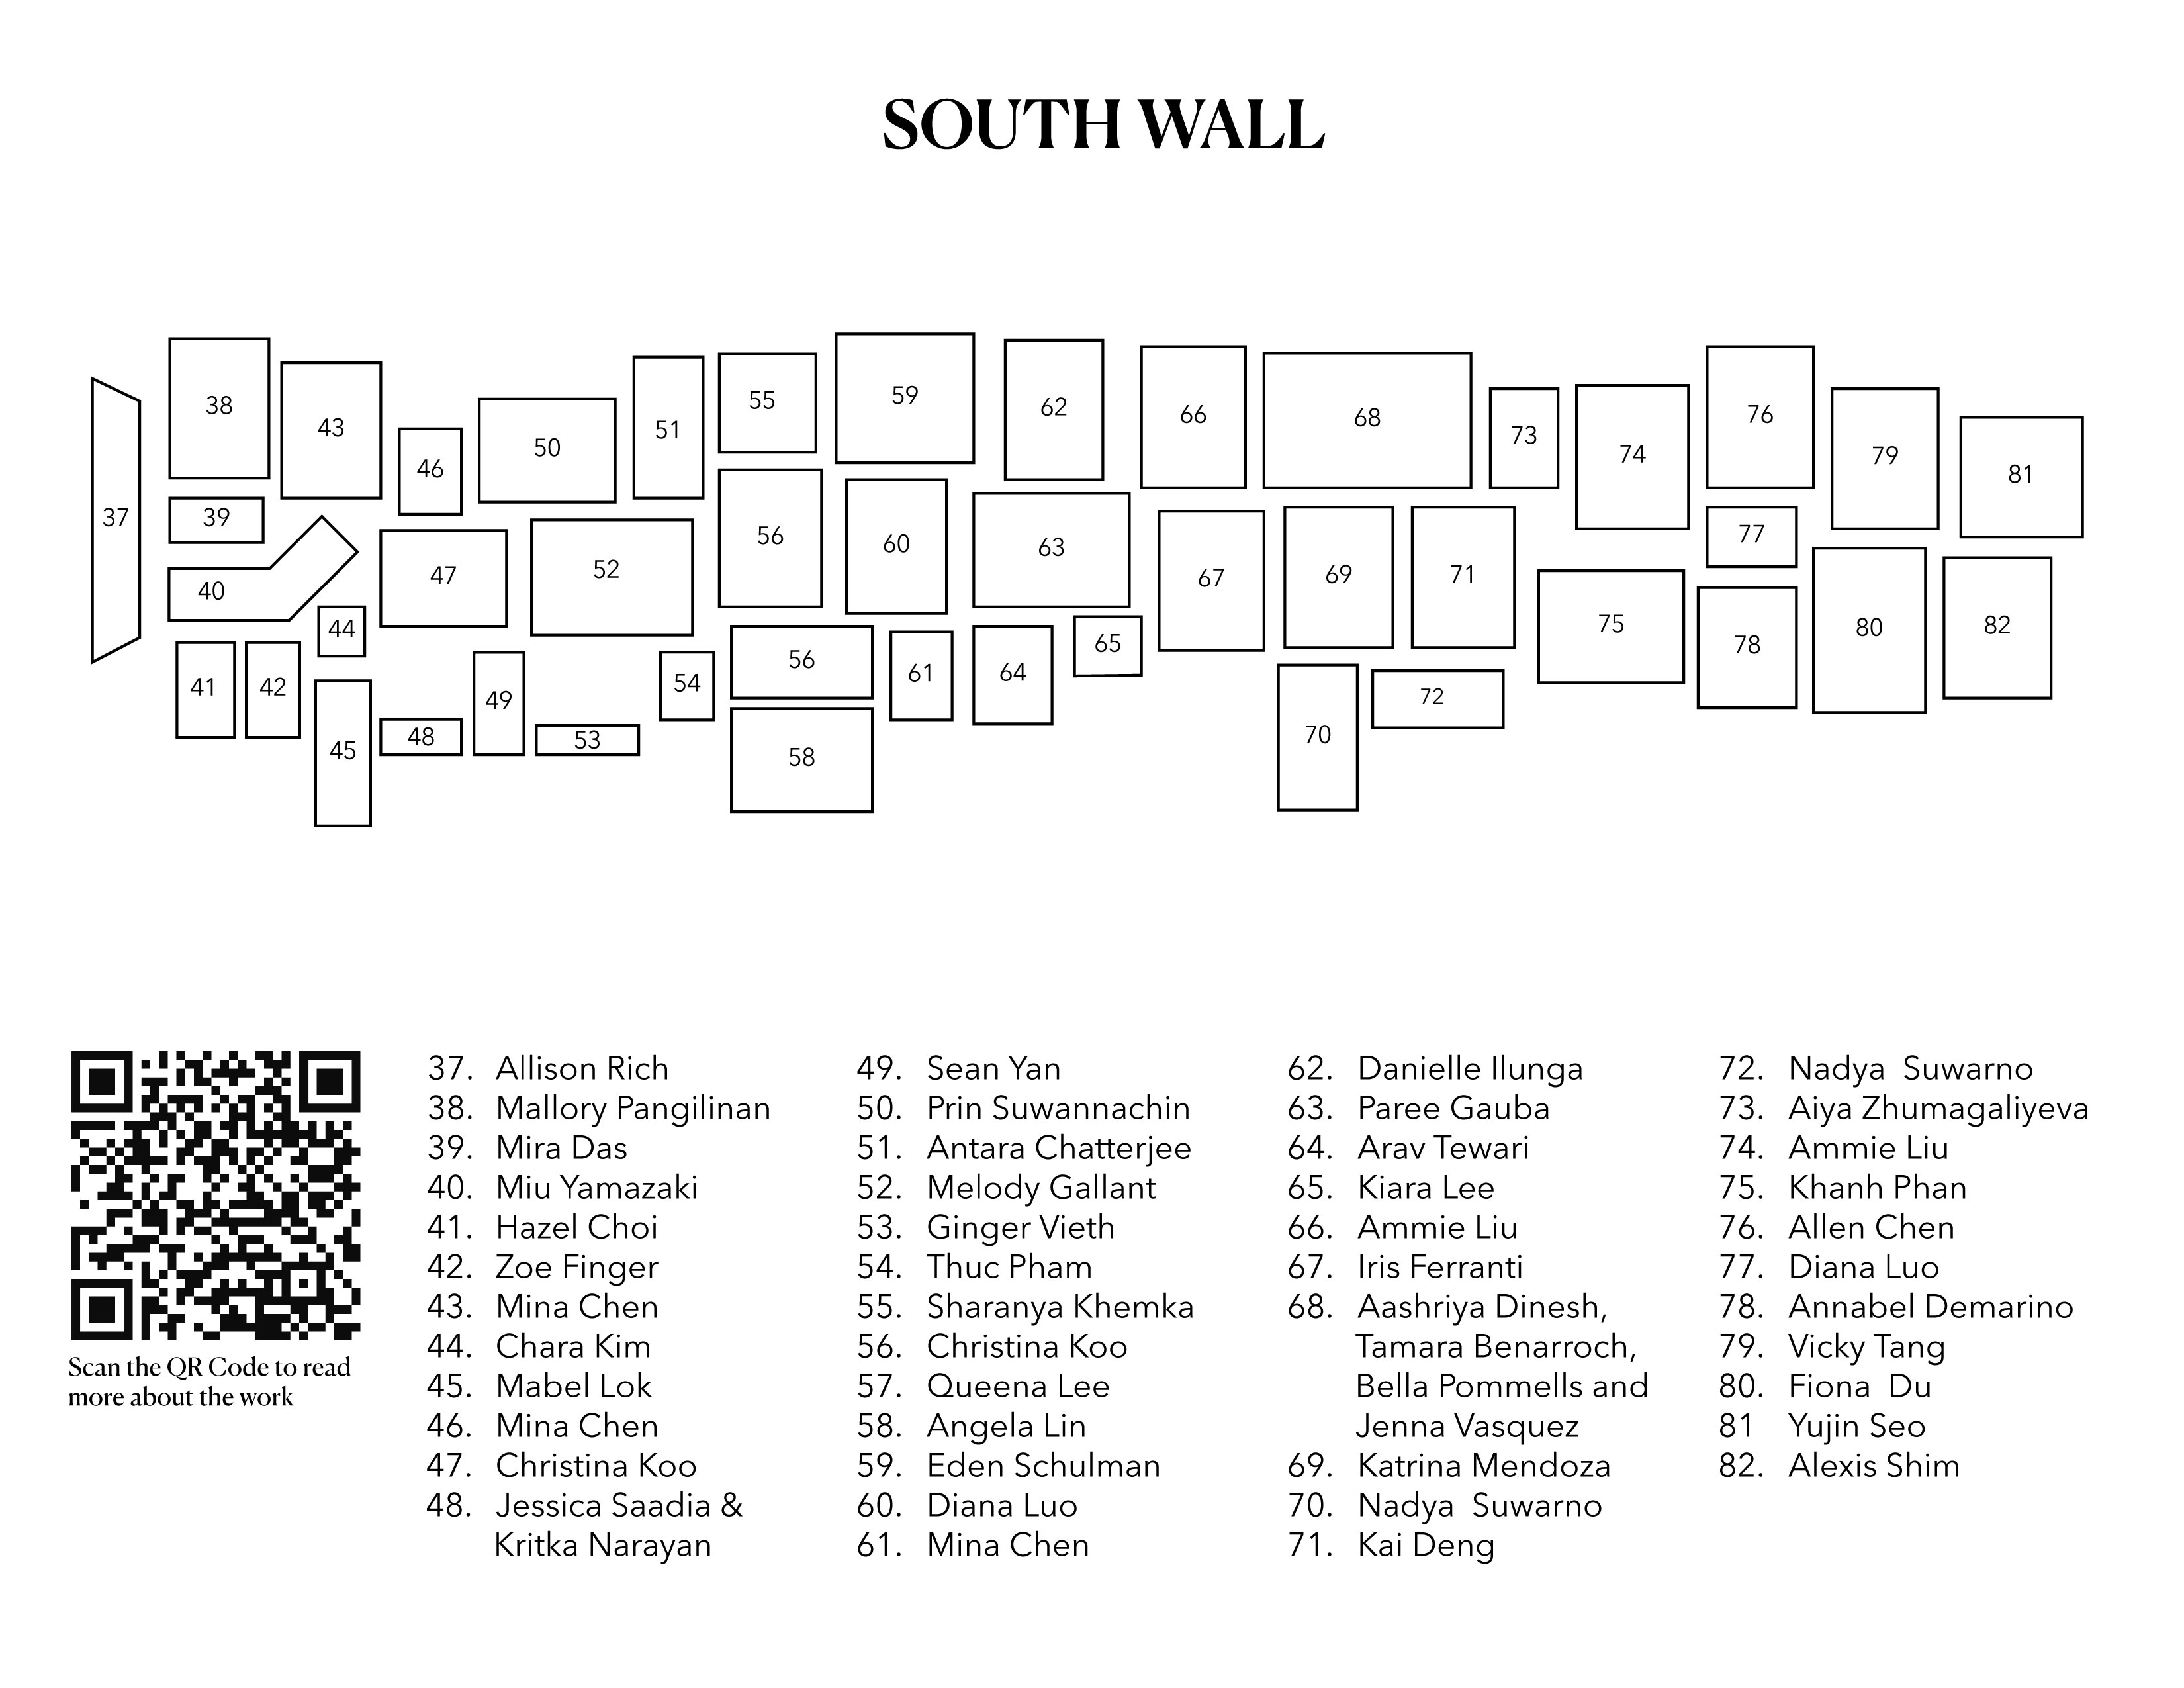 SOUTH WALL
37
38
39
40
41
42
43
44
45
46
47
48
49
50
51
52
53
54
55
56
56
58
59
60
61
62
63
64
65
66
67
68
69
70
71
72
73
74
75
76
77
78
79
80
81
82
Scan the QR Code to read
more about the work
37. Allison Rich
38. Mallory Pangilinan
39. Mira Das
40. Miu Yamazaki
41. Hazel Choi
42. Zoe Finger
43. Mina Chen
44. Chara Kim
45. Mabel Lok
46. Mina Chen
47. Christina Koo
48. Jessica Saadia &
Kritka Narayan
49. Sean Yan
50. Prin Suwannachin
51. Antara Chatterjee
52. Melody Gallant
53. Ginger Vieth
54. Thuc Pham
55. Sharanya Khemka
56. Christina Koo
57. Queena Lee
58. Angela Lin
59. Eden Schulman
60. Diana Luo
61. Mina Chen
62. Danielle Ilunga
63. Paree Gauba
64. Arav Tewari
65. Kiara Lee
66. Ammie Liu
67. Iris Ferranti
68. Aashriya Dinesh,
Tamara Benarroch,
Bella Pommells and
Jenna Vasquez
69. Katrina Mendoza
70. Nadya  Suwarno
71. Kai Deng
72. Nadya  Suwarno
73. Aiya Zhumagaliyeva
74. Ammie Liu
75. Khanh Phan
76. Allen Chen
77. Diana Luo
78. Annabel Demarino
79. Vicky Tang
80. Fiona  Du
81 Yujin Seo
82. Alexis Shim